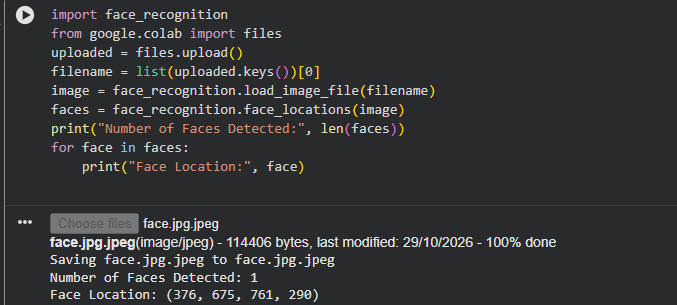 import face_recognition
from google.colab import files
uploaded = files.upload()
filename = list(uploaded.keys())[0]
image = face_recognition.load_image_file(filename)
faces = face_recognition.face_locations(image)
print("Number of Faces Detected:", len(faces))
for face in faces:
    print("Face Location:", face)
Choose files face.jpg.jpeg
face.jpg.jpeg(image/jpeg) - 114406 bytes, last modified: 29/10/2026 - 100% done
Saving face.jpg.jpeg to face.jpg.jpeg
Number of Faces Detected: 1
Face Location: (376, 675, 761, 290)